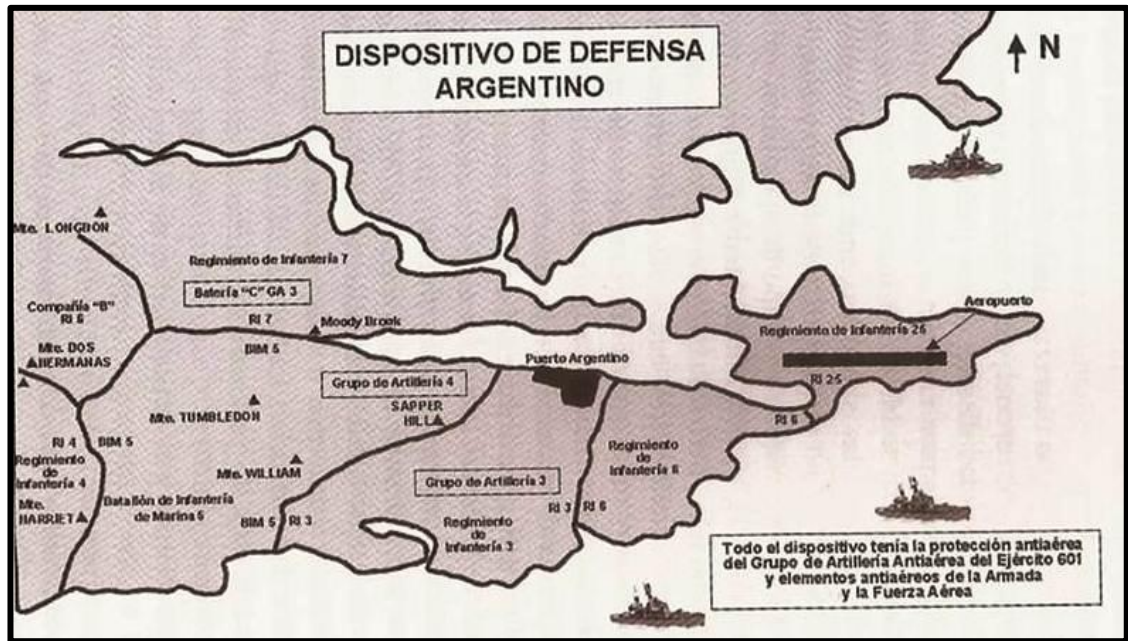 DISPOSITIVO DE DEFENSA
ARGENTINO
N
Mte. LONGDON
Regimiento de Infantería 7
Batería "C" GA 3
Compañía "B"
RI 6
RI 7
Moody Brook
BIM 5
Aeropuerto
Regimiento de Infantería 25
Mte. DOS
HERMANAS
Puerto Argentino
Grupo de Artillería 4
RI 25
Mte. TUMBLEDON
SAPPER
HILL
RI 6
RI 4
BIM 5
Regimiento
de
Infantería 4
Mte. WILLIAM
Regimiento
de
Infantería 6
Grupo de Artillería 3
Mte.
HARRIET
Batallón de Infantería
de Marina 5
BIM 5
RI 3
Regimiento
de
Infantería 3
RI 3
RI 6
Todo el dispositivo tenía la protección antiaérea
del Grupo de Artillería Antiaérea del Ejército 601
y elementos antiaéreos de la Armada
y la Fuerza Aérea